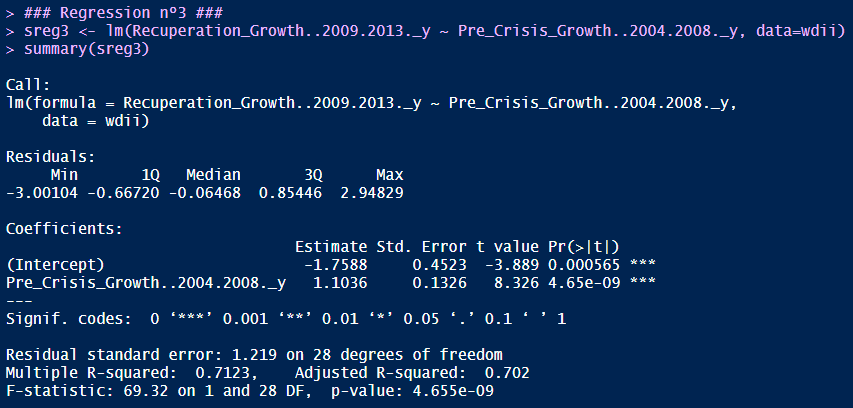 > ### Regression nº3 ###
> sreg3 <- lm(Recuperation_Growth..2009.2013._y ~ Pre_Crisis_Growth..2004.2008._y, data=wdii)
> summary(sreg3)
Call:
lm(formula = Recuperation_Growth..2009.2013._y ~ Pre_Crisis_Growth..2004.2008._y,
    data = wdii)
Residuals:
     Min       1Q   Median       3Q      Max
-3.00104 -0.66720 -0.06468  0.85446  2.94829
Coefficients:
                                Estimate Std. Error t value Pr(>|t|)
(Intercept)                      -1.7588     0.4523  -3.889 0.000565 ***
Pre_Crisis_Growth..2004.2008._y   1.1036     0.1326   8.326 4.65e-09 ***
---
Signif. codes:  0 ‘***’ 0.001 ‘**’ 0.01 ‘*’ 0.05 ‘.’ 0.1 ‘ ’ 1
Residual standard error: 1.219 on 28 degrees of freedom
Multiple R-squared:  0.7123,    Adjusted R-squared:  0.702
F-statistic: 69.32 on 1 and 28 DF,  p-value: 4.655e-09